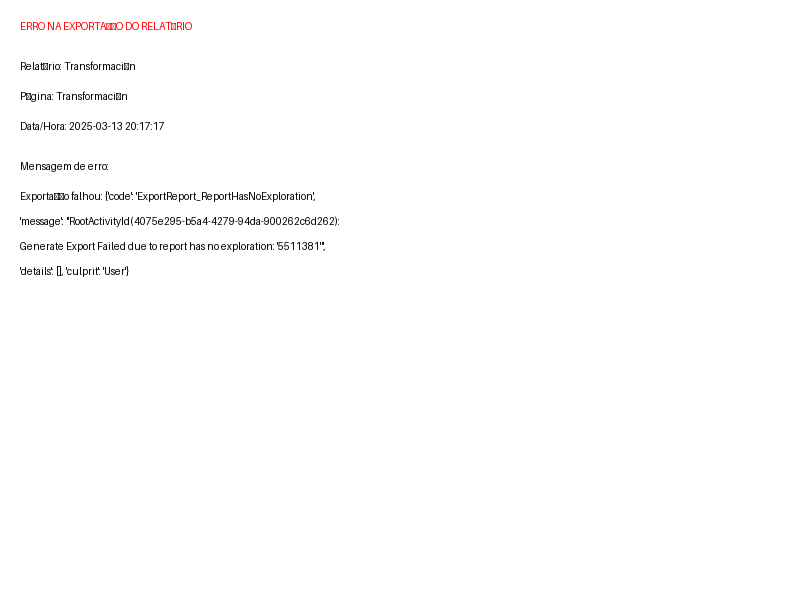 ERRO NA EXPORTA□□O DO RELAT□RIO
Relat□rio: Transformaci□n
P□gina: Transformaci□n
Data/Hora: 2025-03-13 20:17:17
Mensagem de erro:
Exporta□□o falhou: {'code': 'ExportReport_ReportHasNoExploration',
'message': "RootActivityId(4075e295-b5a4-4279-94da-900262c6d262):
Generate Export Failed due to report has no exploration: '5511381'",
'details': [], 'culprit': 'User'}